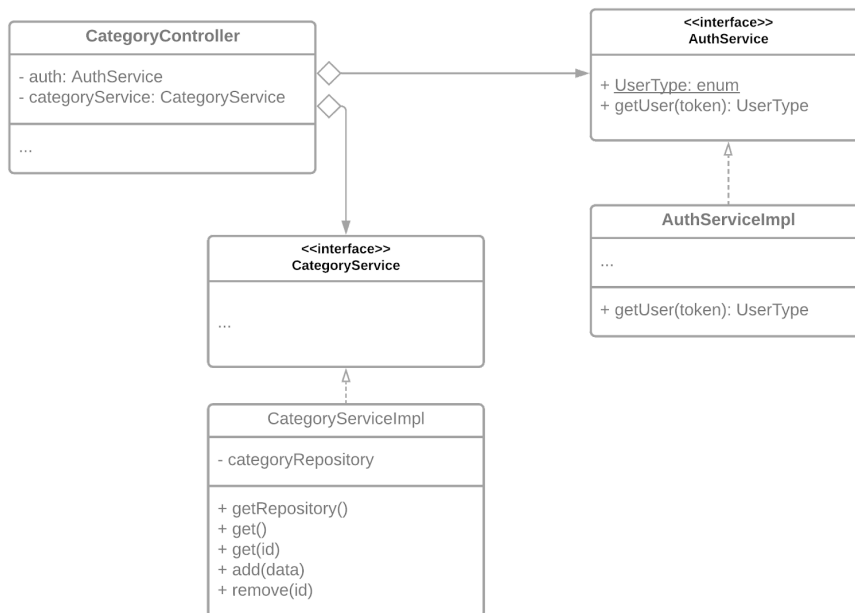 CategoryController
- auth: AuthService
- categoryService: CategoryService
...
<<interface>>
AuthService
+ UserType: enum
+ getUser(token): UserType
AuthServiceImpl
...
+ getUser(token): UserType
<<interface>>
CategoryService
...
CategoryServiceImpl
- categoryRepository
+ getRepository()
+ get()
+ get(id)
+ add(data)
+ remove(id)